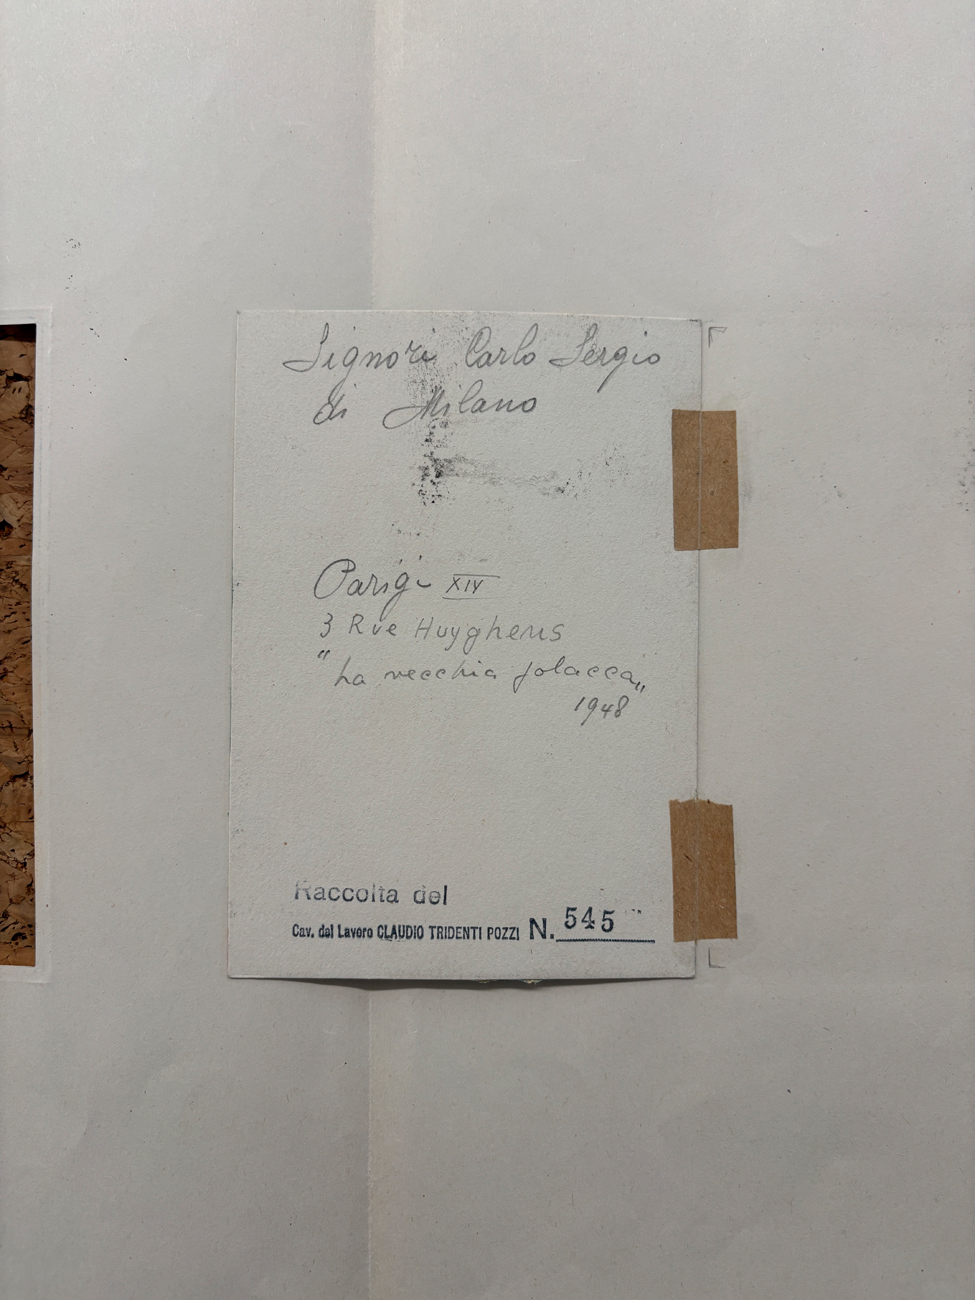 Signori Carlo Sergio
di Milano
Parigi XIV
3 Rue Huyghens
"La vecchia polacca"
1948
Raccolta del
Cav. del Lavoro CLAUDIO TRIDENTI POZZI N. 545